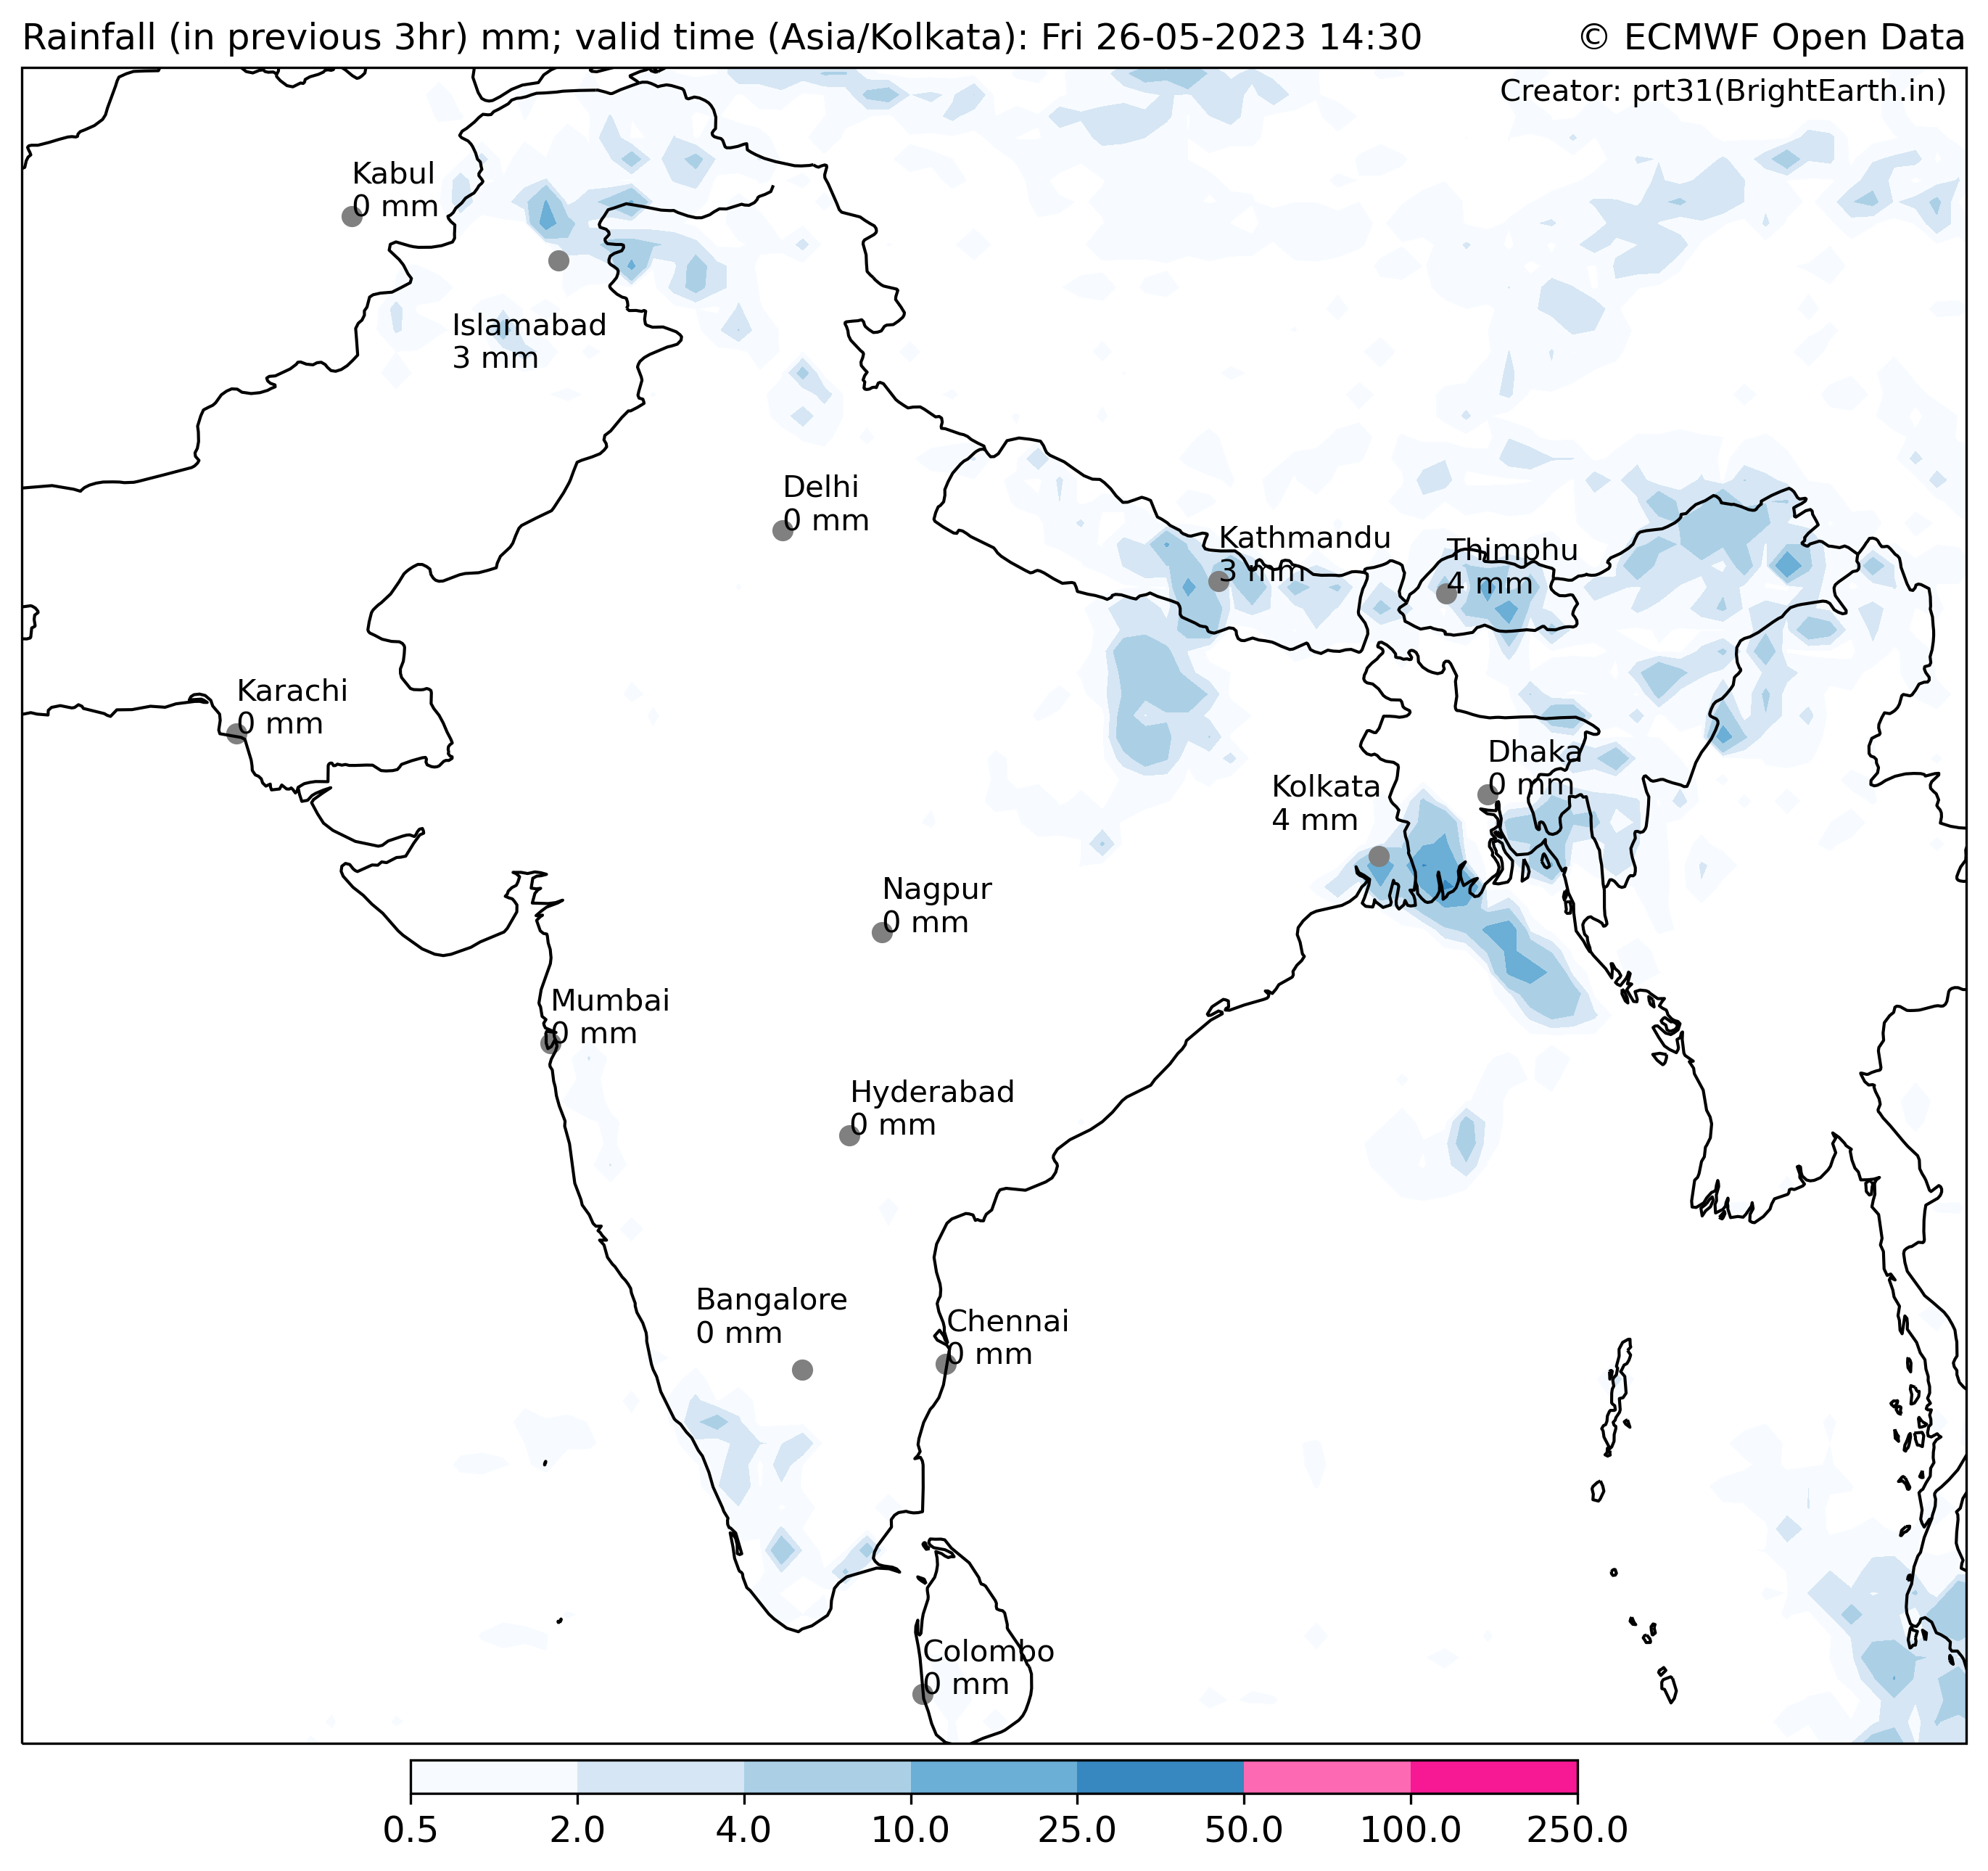 Rainfall (in previous 3hr) mm; valid time (Asia/Kolkata): Fri 26-05-2023 14:30
© ECMWF Open Data
Creator: prt31(BrightEarth.in)
Kabul
0 mm
Islamabad
3 mm
Delhi
0 mm
Kathmandu
3 mm
Thimphu
4 mm
Karachi
0 mm
Dhaka
0 mm
Kolkata
4 mm
Nagpur
0 mm
Mumbai
0 mm
Hyderabad
0 mm
Bangalore
0 mm
Chennai
0 mm
Colombo
0 mm
0.5 2.0 4.0 10.0 25.0 50.0 100.0 250.0